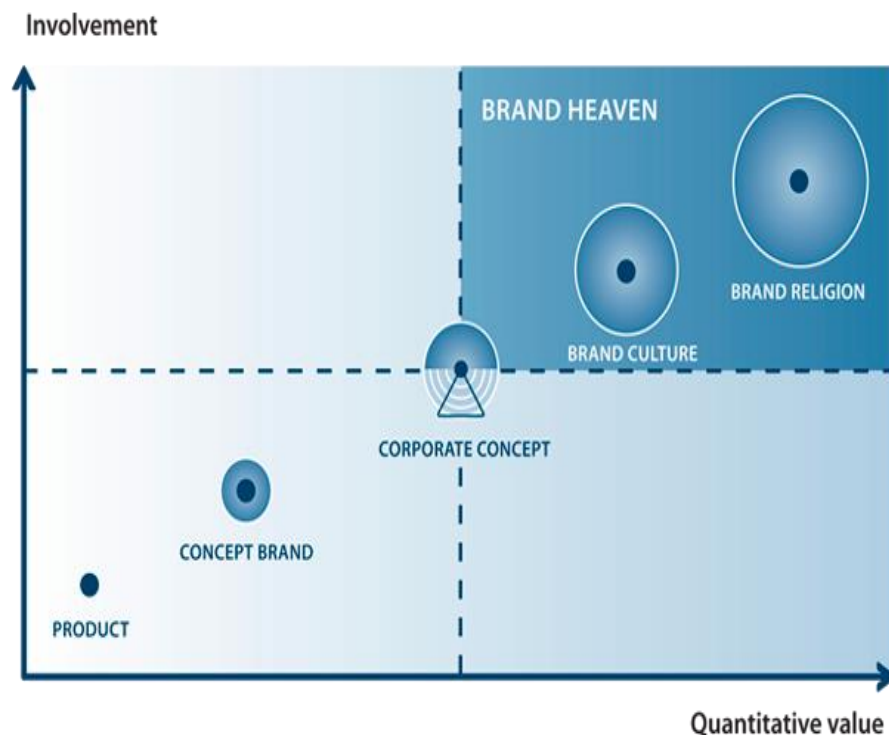 Involvement
BRAND HEAVEN
BRAND RELIGION
BRAND CULTURE
CORPORATE CONCEPT
CONCEPT BRAND
PRODUCT
Quantitative value